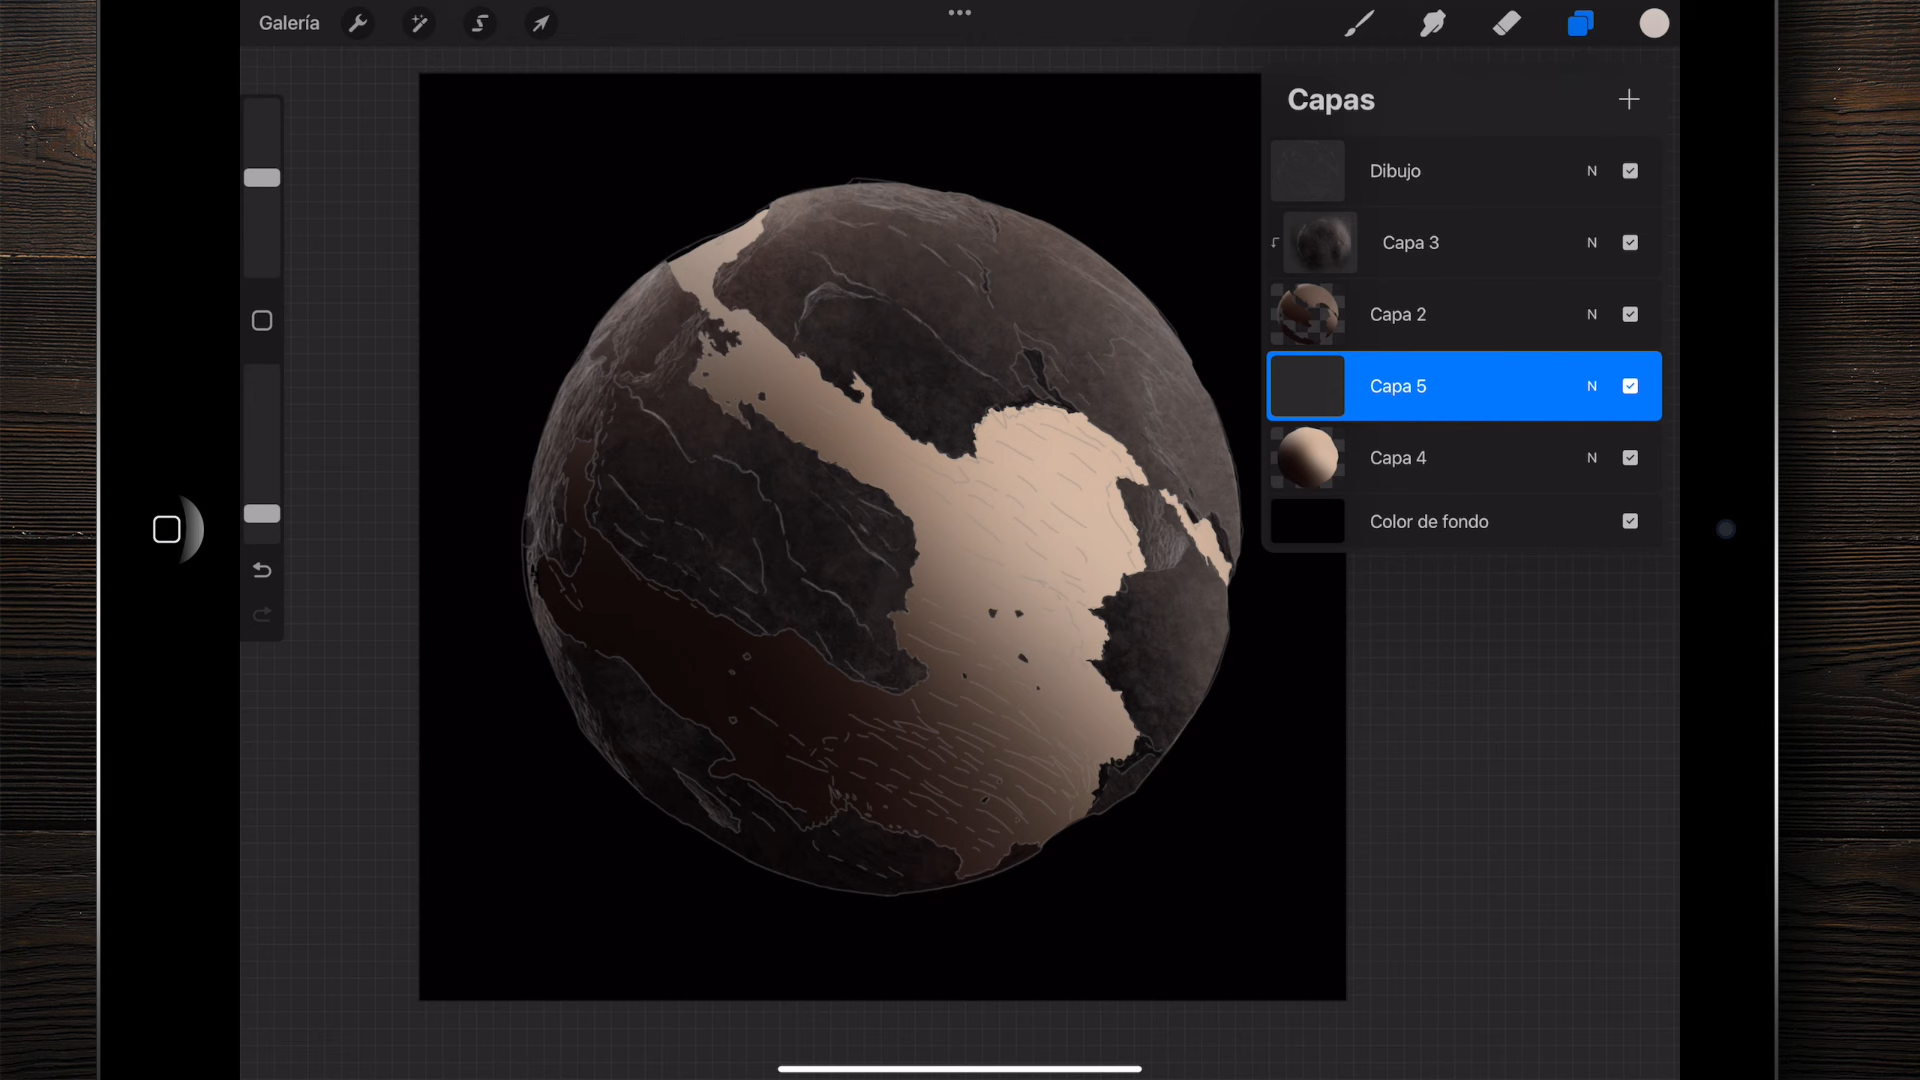 Galería
Capas
Dibujo N
Capa 3 N
Capa 2 N
Capa 5 N
Capa 4 N
Color de fondo